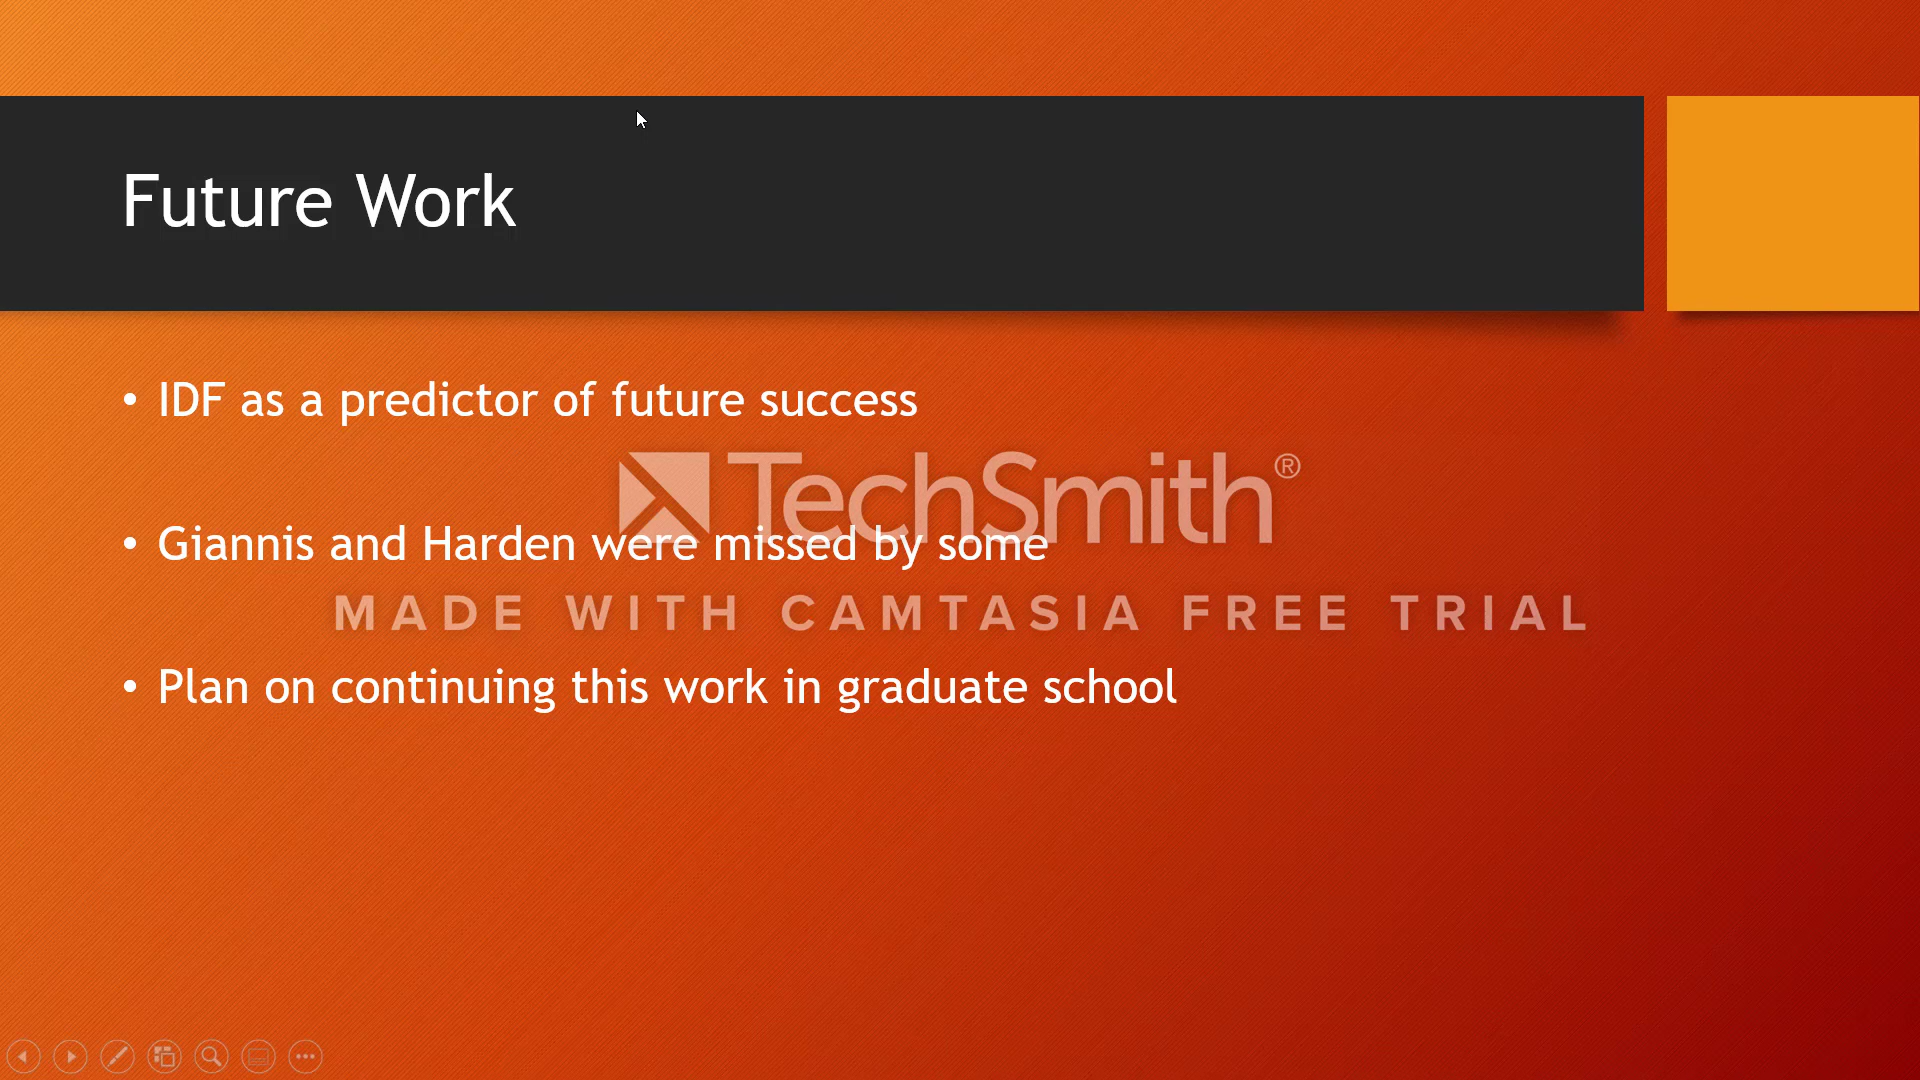 Future Work
• IDF as a predictor of future success
TechSmith®
• Giannis and Harden were missed by some
MADE WITH CAMTASIA FREE TRIAL
• Plan on continuing this work in graduate school